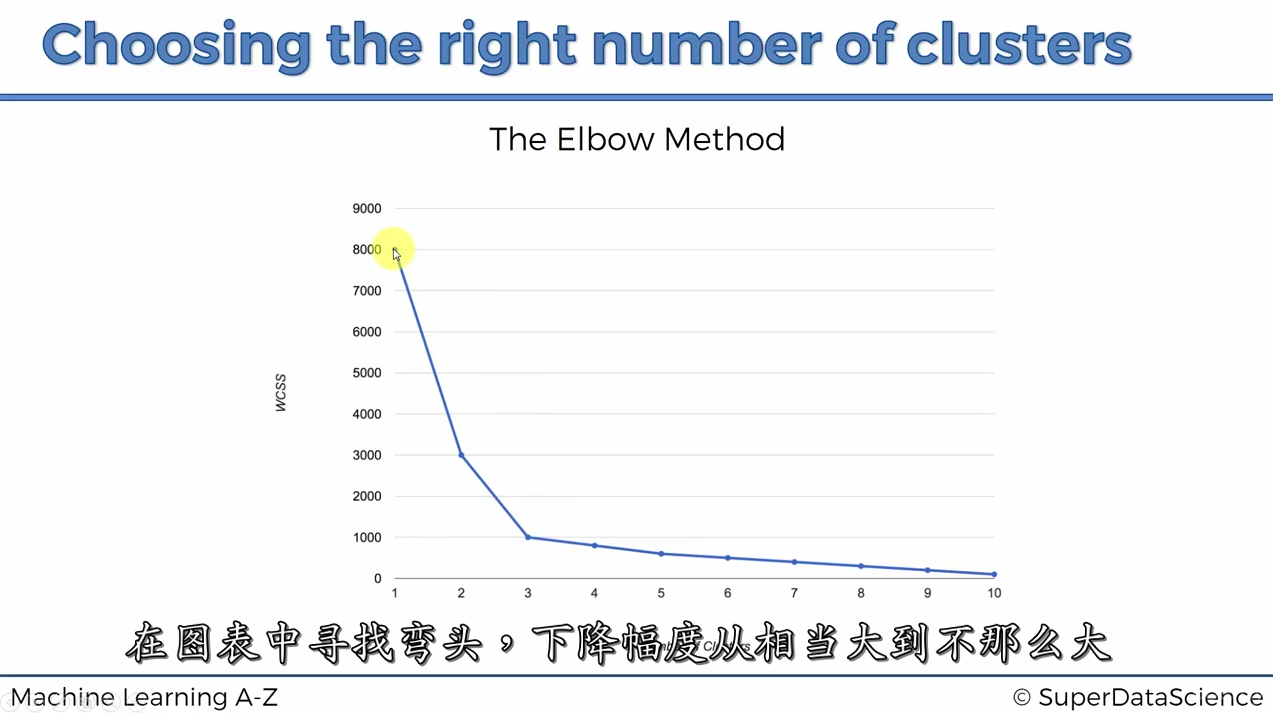 Choosing the right number of clusters
The Elbow Method
9000
8000
7000
6000
5000
4000
3000
2000
1000
0
WCSS
1 2 3 4 5 6 7 8 9 10
在图表中寻找弯头，下降幅度从相当大到不那么大
Machine Learning A-Z
© SuperDataScience